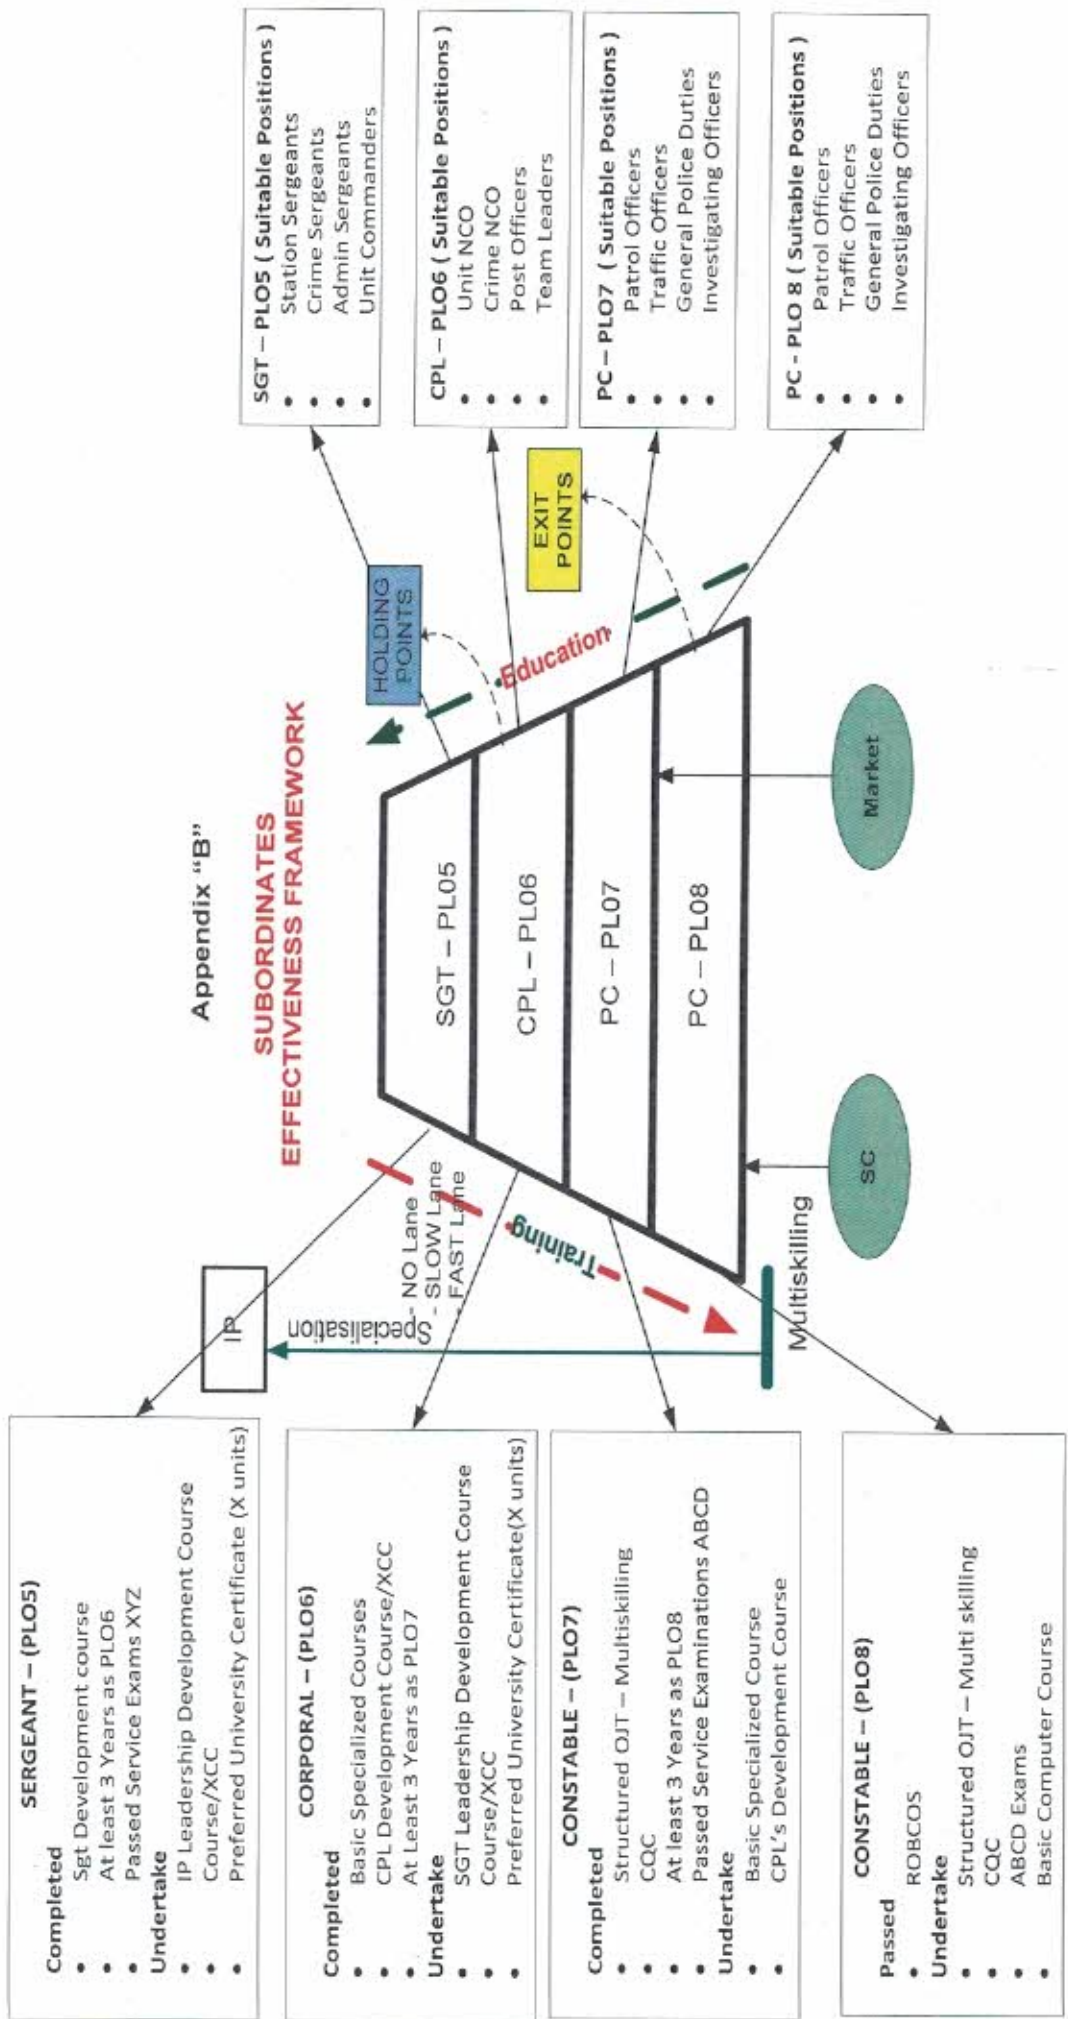 Appendix “B”
SUBORDINATES
EFFECTIVENESS FRAMEWORK
SERGEANT – (PLO5)
Completed
• Sgt Development course
• At least 3 Years as PLO6
• Passed Service Exams XYZ
Undertake
• IP Leadership Development Course
• Course/XCC
• Preferred University Certificate (X units)
CORPORAL – (PLO6)
Completed
• Basic Specialized Courses
• CPL Development Course/XCC
• At Least 3 Years as PLO7
Undertake
• SGT Leadership Development Course
• Course/XCC
• Preferred University Certificate(X units)
CONSTABLE – (PLO7)
Completed
• Structured OJT – Multiskilling
• CQC
• At least 3 Years as PLO8
• Passed Service Examinations ABCD
Undertake
• Basic Specialized Course
• CPL's Development Course
CONSTABLE – (PLO8)
Passed
• ROBCOS
Undertake
• Structured OJT – Multi skilling
• CQC
• ABCD Exams
• Basic Computer Course
IP
Specialisation
- NO Lane
- SLOW Lane
- FAST Lane
Training
Multiskilling
SGT – PL05
CPL – PL06
PC – PL07
PC – PL08
SC
Market
Education
HOLDING
POINTS
EXIT
POINTS
SGT – PLO5 ( Suitable Positions )
• Station Sergeants
• Crime Sergeants
• Admin Sergeants
• Unit Commanders
CPL – PLO6 ( Suitable Positions )
• Unit NCO
• Crime NCO
• Post Officers
• Team Leaders
PC – PLO7 ( Suitable Positions )
• Patrol Officers
• Traffic Officers
• General Police Duties
• Investigating Officers
PC - PLO 8 ( Suitable Positions )
• Patrol Officers
• Traffic Officers
• General Police Duties
• Investigating Officers